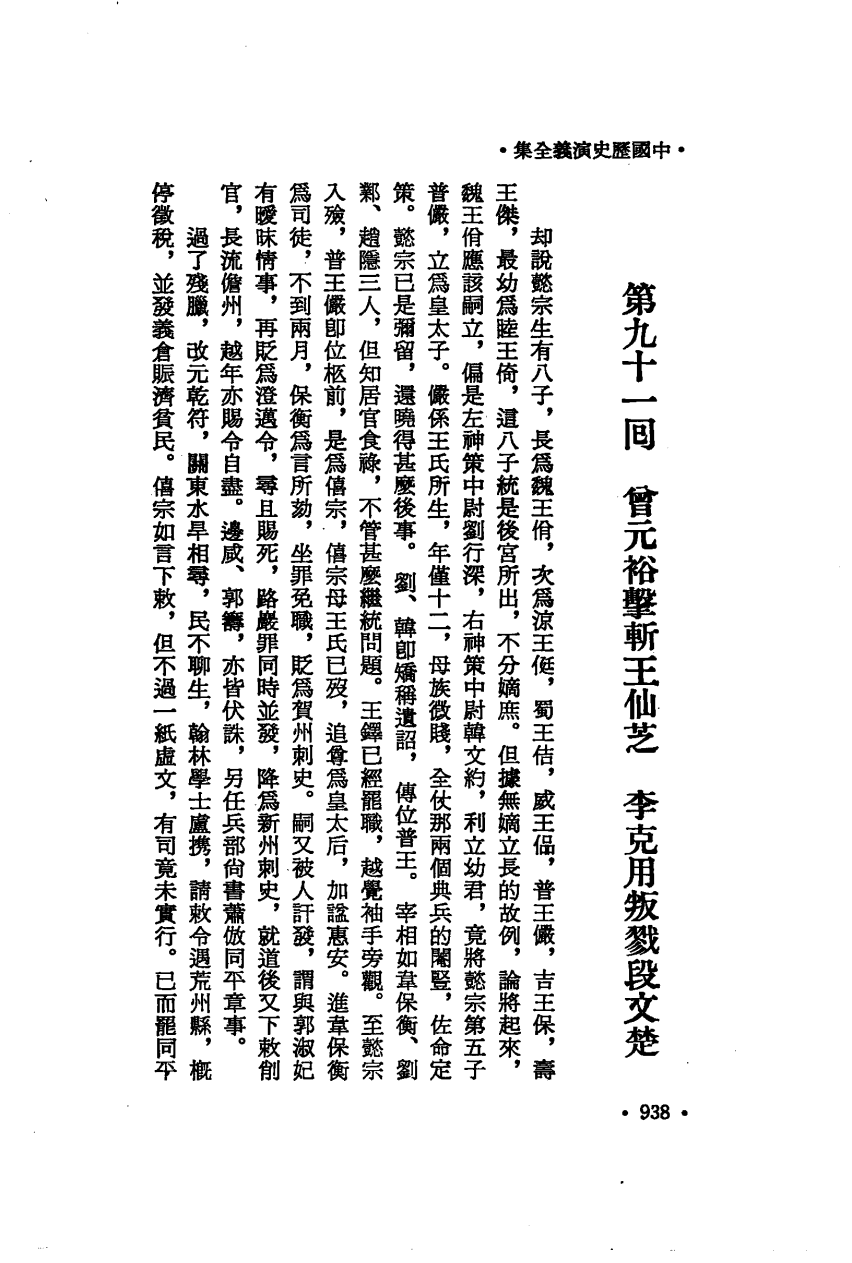 •中國歷史演義全集•
第九十一回　曾元裕擊斬王仙芝　李克用叛戮段文楚
却說懿宗生有八子，長爲魏王佾，次爲涼王侹，蜀王佶，威王偘，普王儼，吉王保，壽
王傑，最幼爲睦王倚，這八子統是後宮所出，不分嫡庶。但據無嫡立長的故例，論將起來，
魏王佾應該嗣立，偏是左神策中尉劉行深，右神策中尉韓文約，利立幼君，竟將懿宗第五子
普儼，立爲皇太子。儼係王氏所生，年僅十二，母族微賤，全仗那兩個典兵的閹豎，佐命定
策。懿宗已是彌留，還曉得甚麼後事。劉、韓卽矯稱遺詔，傳位普王。宰相如韋保衡、劉
鄴、趙隱三人，但知居官食祿，不管甚麼繼統問題。王鐸已經罷職，越覺袖手旁觀。至懿宗
入殮，普王儼卽位柩前，是爲僖宗，僖宗母王氏已歿，追尊爲皇太后，加諡惠安。進韋保衡
爲司徒，不到兩月，保衡爲言所劾，坐罪免職，貶爲賀州刺史。嗣又被人訐發，謂與郭淑妃
有曖昧情事，再貶爲澄邁令，尋且賜死，路巖罪同時並發，降爲新州刺史，就道後又下敕削
官，長流儋州，越年亦賜令自盡。邊咸、郭籌，亦皆伏誅，另任兵部尙書蕭倣同平章事。
過了殘臘，改元乾符，關東水旱相尋，民不聊生，翰林學士盧攜，請敕令遇荒州縣，概
停徵稅，並發義倉賑濟貧民。僖宗如言下敕，但不過一紙虛文，有司竟未實行。已而罷同平
• 938 •